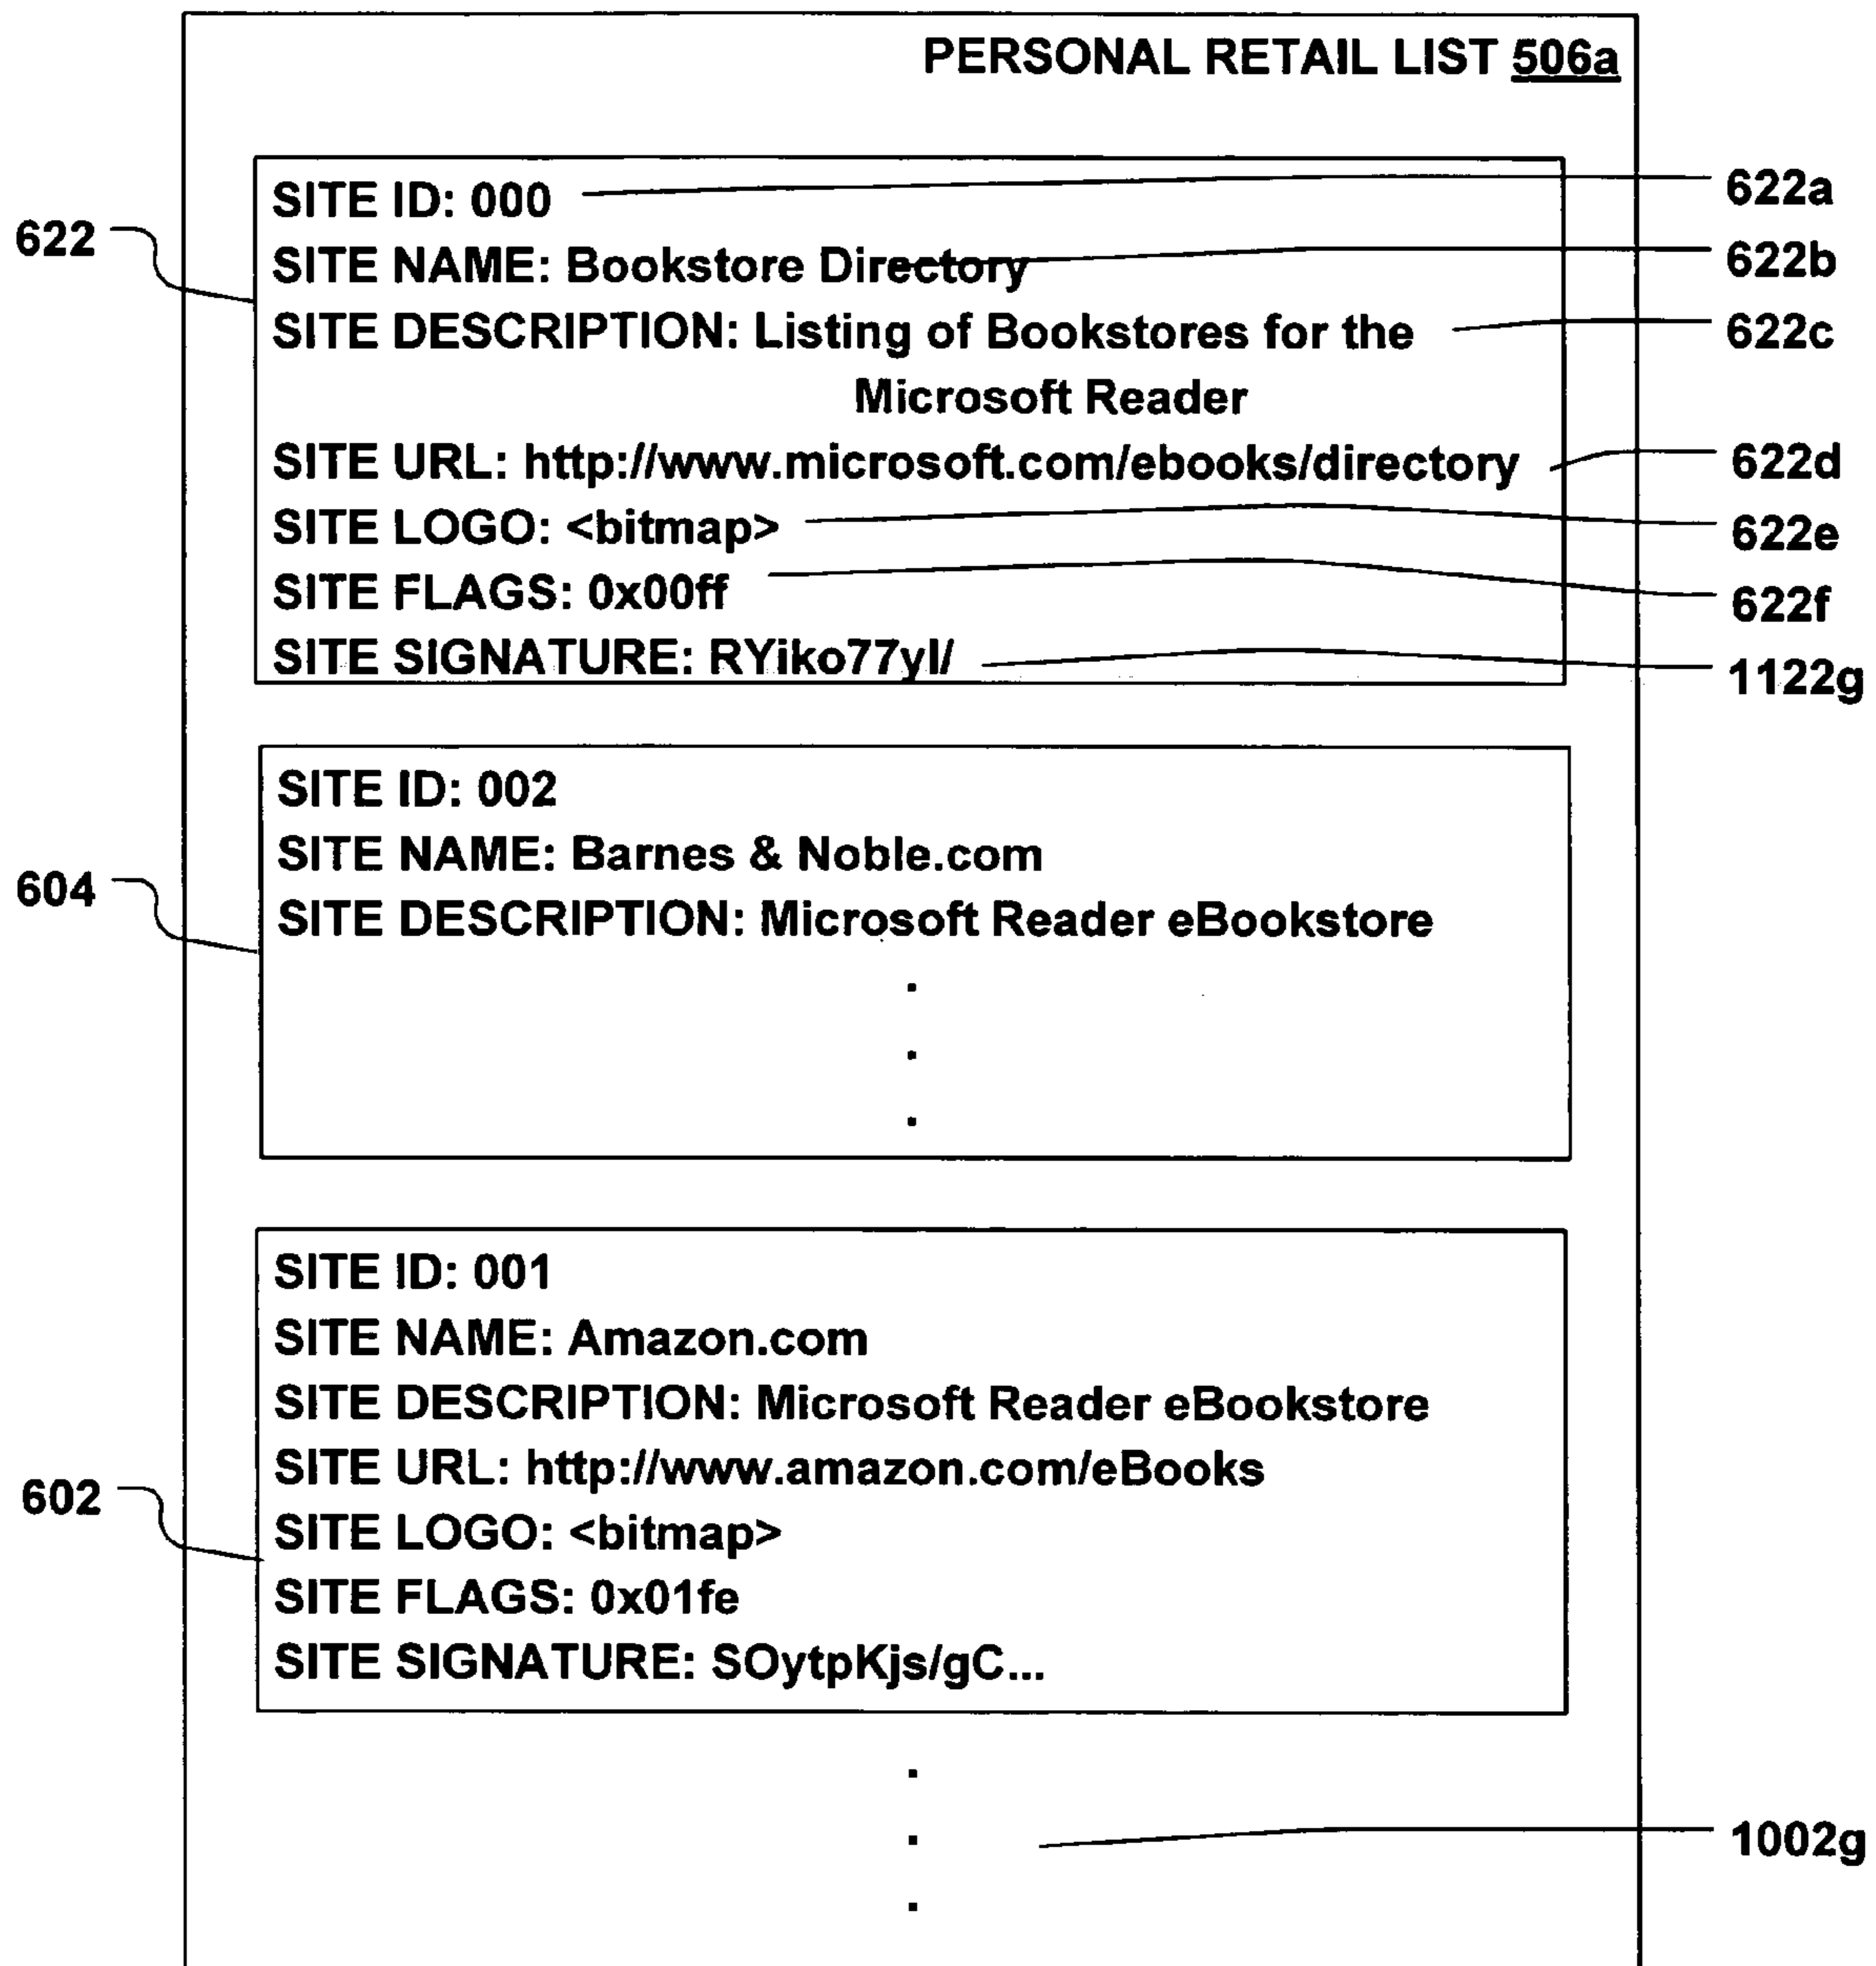 PERSONAL RETAIL LIST 506a
SITE ID: 000
622a
622
SITE NAME: Bookstore Directory
622b
SITE DESCRIPTION: Listing of Bookstores for the
622c
Microsoft Reader
SITE URL: http://www.microsoft.com/ebooks/directory
622d
SITE LOGO: <bitmap>
622e
SITE FLAGS: 0x00ff
622f
SITE SIGNATURE: RYiko77yI/
1122g
SITE ID: 002
SITE NAME: Barnes & Noble.com
604
SITE DESCRIPTION: Microsoft Reader eBookstore
.
.
.
SITE ID: 001
SITE NAME: Amazon.com
SITE DESCRIPTION: Microsoft Reader eBookstore
SITE URL: http://www.amazon.com/eBooks
602
SITE LOGO: <bitmap>
SITE FLAGS: 0x01fe
SITE SIGNATURE: SOytpKjs/gC...
.
.
1002g
.